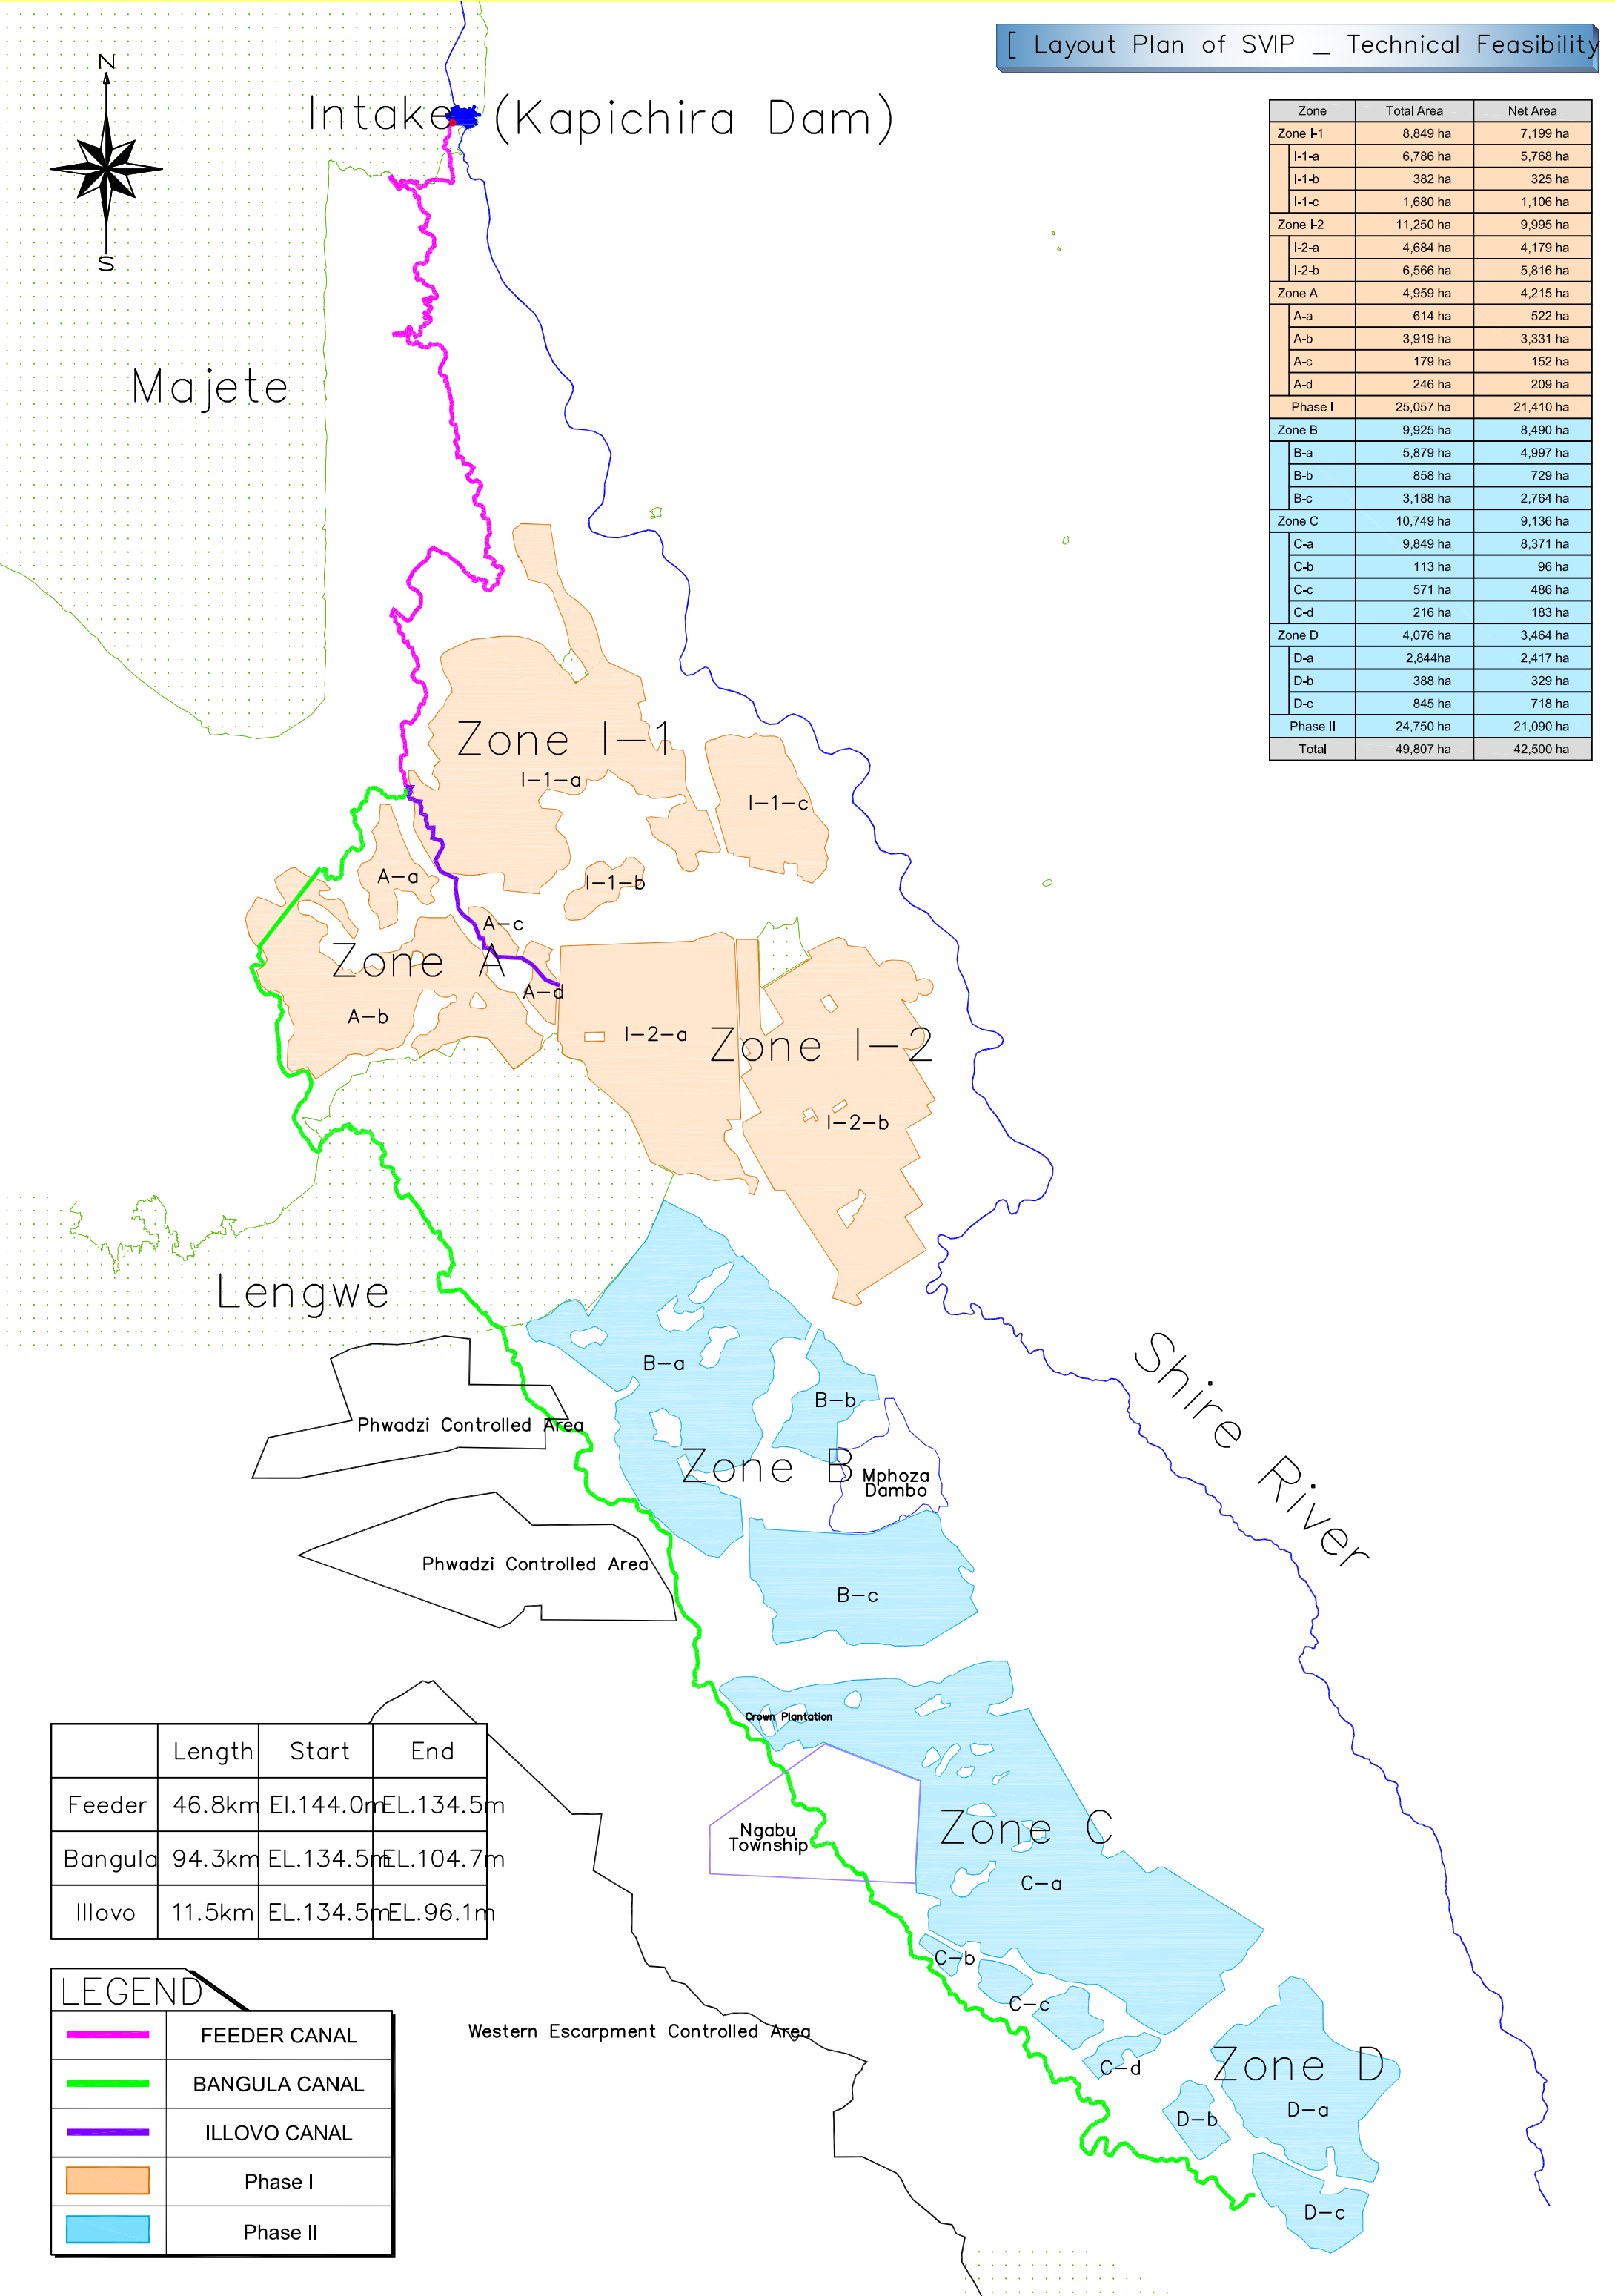 [ Layout Plan of SVIP _ Technical Feasibility
N
S
Intake (Kapichira Dam)
Zone Total Area Net Area
Zone I-1 8,849 ha 7,199 ha
I-1-a 6,786 ha 5,768 ha
I-1-b 382 ha 325 ha
I-1-c 1,680 ha 1,106 ha
Zone I-2 11,250 ha 9,995 ha
I-2-a 4,684 ha 4,179 ha
I-2-b 6,566 ha 5,816 ha
Zone A 4,959 ha 4,215 ha
A-a 614 ha 522 ha
A-b 3,919 ha 3,331 ha
A-c 179 ha 152 ha
A-d 246 ha 209 ha
Phase I 25,057 ha 21,410 ha
Zone B 9,925 ha 8,490 ha
B-a 5,879 ha 4,997 ha
B-b 858 ha 729 ha
B-c 3,188 ha 2,764 ha
Zone C 10,749 ha 9,136 ha
C-a 9,849 ha 8,371 ha
C-b 113 ha 96 ha
C-c 571 ha 486 ha
C-d 216 ha 183 ha
Zone D 4,076 ha 3,464 ha
D-a 2,844ha 2,417 ha
D-b 388 ha 329 ha
D-c 845 ha 718 ha
Phase II 24,750 ha 21,090 ha
Total 49,807 ha 42,500 ha
Majete
Zone I-1
I-1-a
I-1-c
A-a
I-1-b
A-c
Zone A
A-d
A-b
I-2-a
Zone I-2
I-2-b
Lengwe
Shire River
B-a
B-b
Phwadzi Controlled Area
Zone B
Mphoza
Dambo
Phwadzi Controlled Area
B-c
Crown Plantation
Zone C
Ngabu
Township
C-a
C-b
C-c
C-d
Zone D
D-a
D-b
D-c
Western Escarpment Controlled Area
Length Start End
Feeder 46.8km El.144.0m EL.134.5m
Bangula 94.3km EL.134.5m EL.104.7m
Illovo 11.5km EL.134.5m EL.96.1m
LEGEND
FEEDER CANAL
BANGULA CANAL
ILLOVO CANAL
Phase I
Phase II